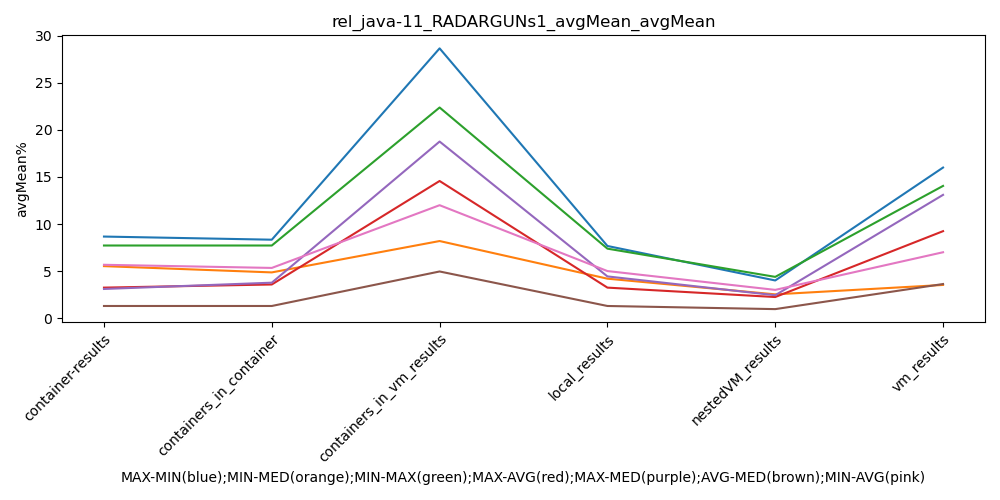 rel_java-11_RADARGUNs1_avgMean_avgMean
30
25
20
15
10
5
0
avgMean%
container-results
containers_in_container
containers_in_vm_results
local_results
nestedVM_results
vm_results
MAX-MIN(blue);MIN-MED(orange);MIN-MAX(green);MAX-AVG(red);MAX-MED(purple);AVG-MED(brown);MIN-AVG(pink)